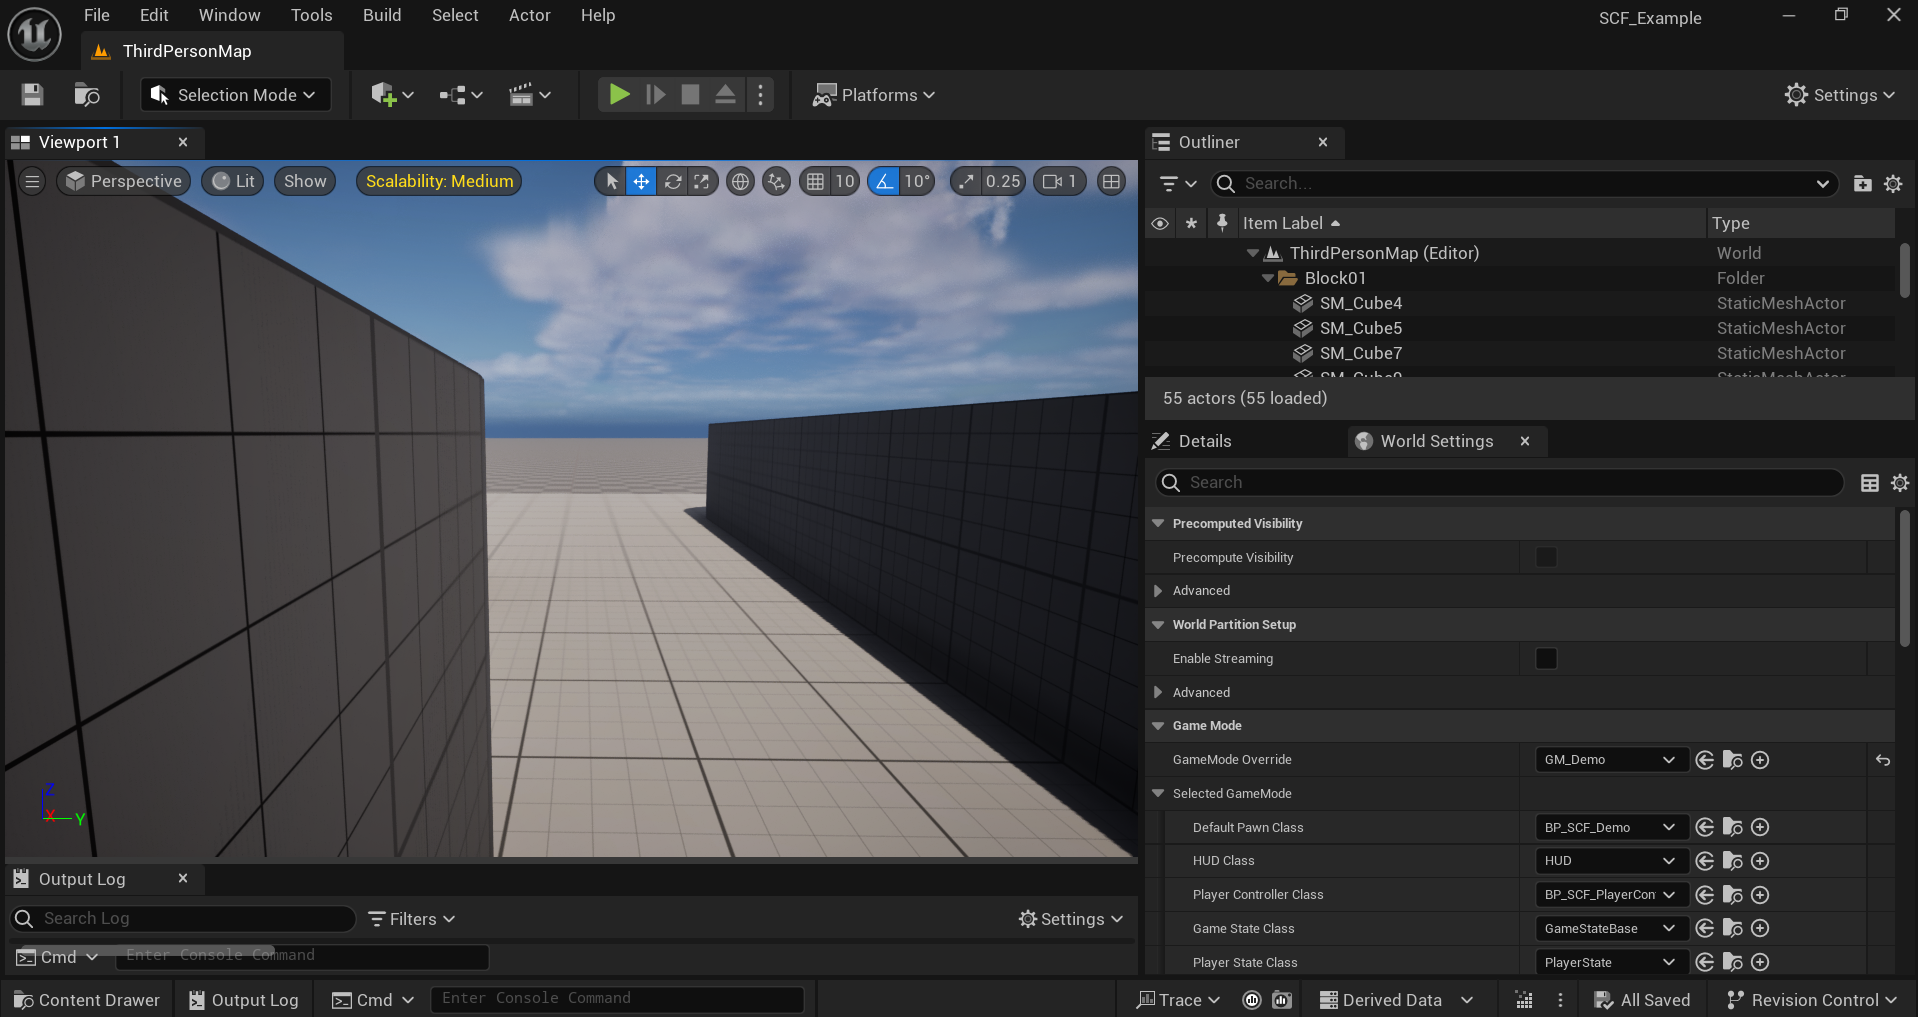 File Edit Window Tools Build Select Actor Help
SCF_Example
ThirdPersonMap
Selection Mode
Platforms
Settings
Viewport 1
Perspective Lit Show Scalability: Medium
10 10° 0.25 1
Z
X
Y
Output Log
Search Log
Filters
Settings
Cmd
Enter Console Command
Outliner
Search...
Item Label Type
ThirdPersonMap (Editor) World
Block01 Folder
SM_Cube4 StaticMeshActor
SM_Cube5 StaticMeshActor
SM_Cube7 StaticMeshActor
55 actors (55 loaded)
Details World Settings
Search
Precomputed Visibility
Precompute Visibility
Advanced
World Partition Setup
Enable Streaming
Advanced
Game Mode
GameMode Override GM_Demo
Selected GameMode
Default Pawn Class BP_SCF_Demo
HUD Class HUD
Player Controller Class BP_SCF_PlayerCon
Game State Class GameStateBase
Player State Class PlayerState
Content Drawer Output Log Cmd Enter Console Command Trace Derived Data All Saved Revision Control